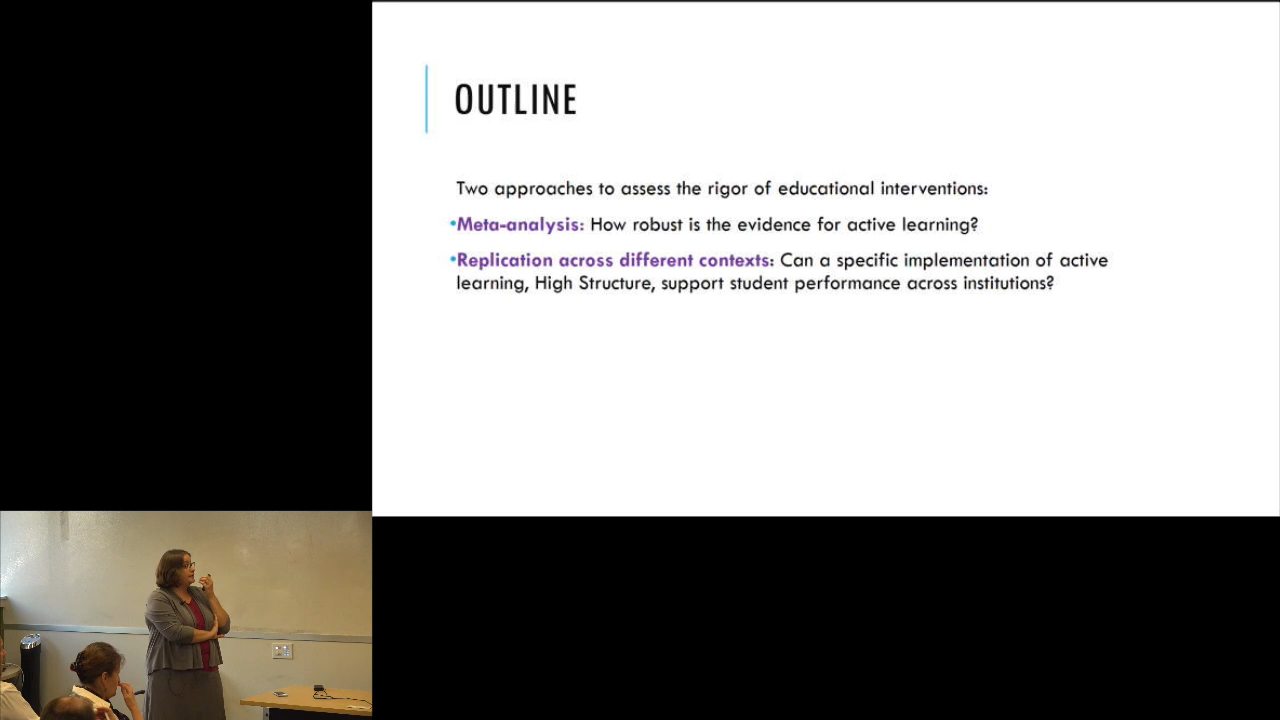 OUTLINE
Two approaches to assess the rigor of educational interventions:
•Meta-analysis: How robust is the evidence for active learning?
•Replication across different contexts: Can a specific implementation of active
learning, High Structure, support student performance across institutions?